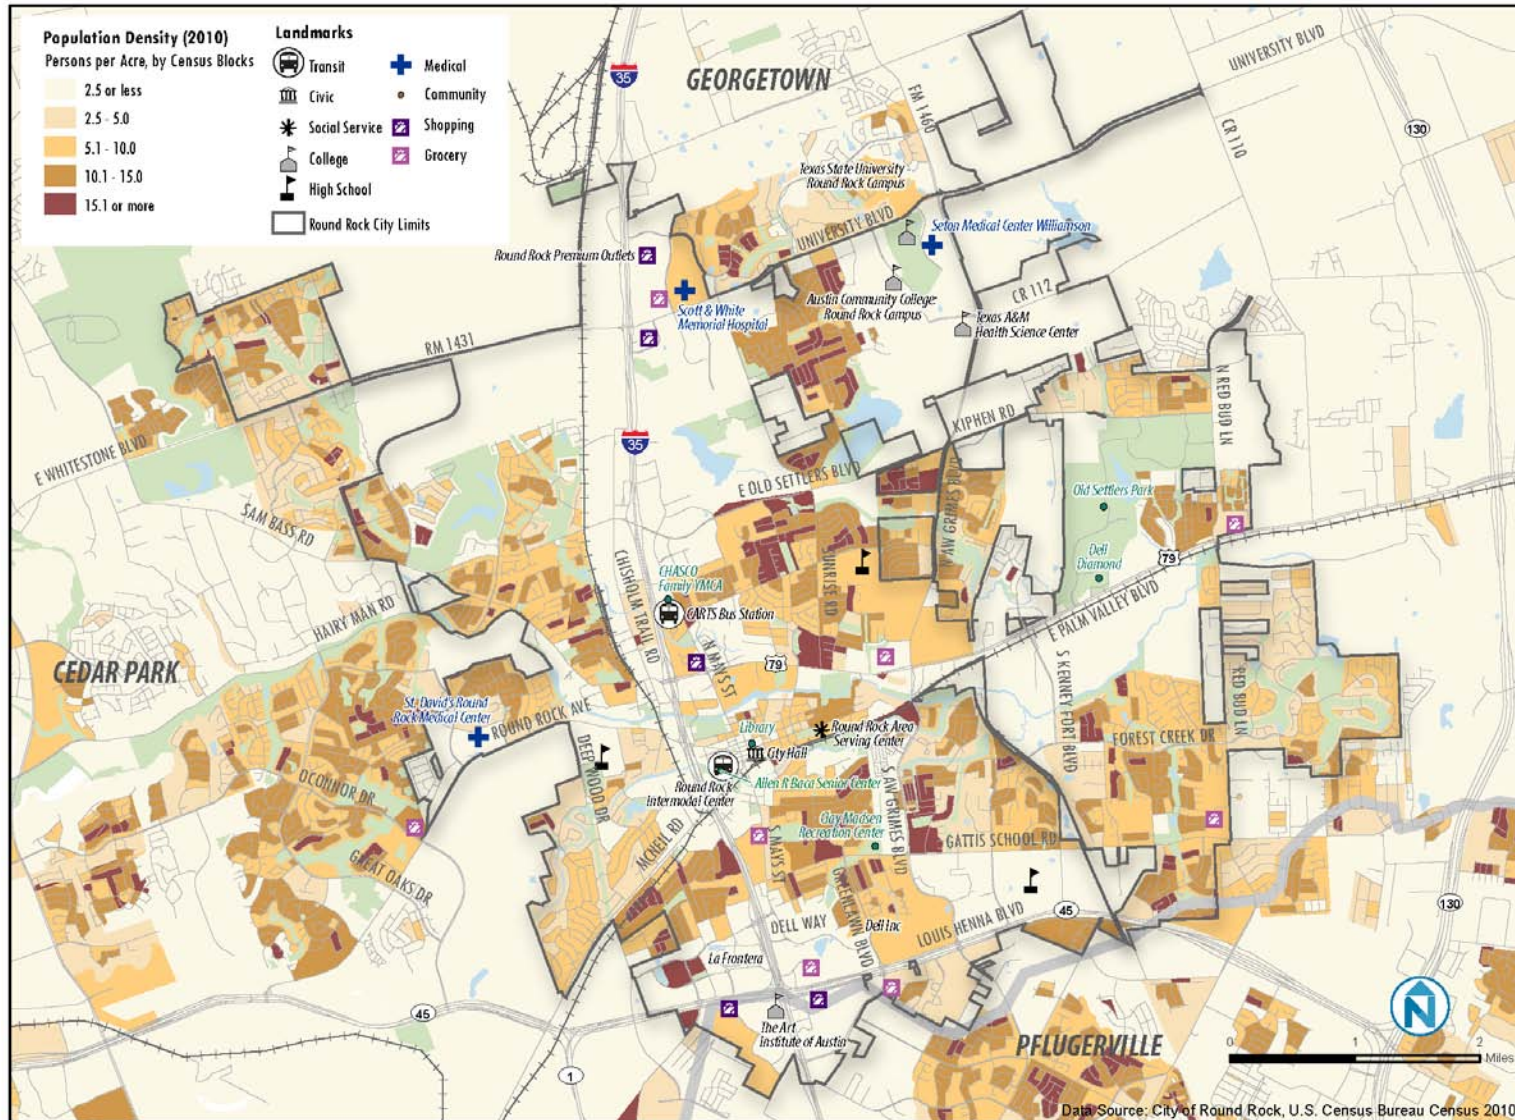 Population Density (2010)
Persons per Acre, by Census Blocks
2.5 or less
2.5 - 5.0
5.1 - 10.0
10.1 - 15.0
15.1 or more
Landmarks
Transit
Civic
Social Service
College
High School
Medical
Community
Shopping
Grocery
Round Rock City Limits
35
GEORGETOWN
UNIVERSITY BLVD
FM 1460
CR 110
130
Texas State University
Round Rock Campus
UNIVERSITY BLVD
Seton Medical Center Williamson
Round Rock Premium Outlets
Scott & White
Memorial Hospital
Austin Community College:
Round Rock Campus
CR 112
Texas A&M
Health Science Center
RM 1431
N RED BUD LN
KIPHEN RD
35
E WHITESTONE BLVD
E OLD SETTLERS BLVD
SAM BASS RD
N AW GRIMES BLVD
Old Settlers Park
79
Dell
Diamond
CHISHOLM TRAIL RD
SUNRISE RD
CHASCO
Family YMCA
CARTS Bus Station
HAIRY MAN RD
E PALM VALLEY BLVD
N MAYS ST
79
CEDAR PARK
S KENNEY FORT BLVD
RED BUD LN
St. David's Round
Rock Medical Center
ROUND ROCK AVE
DEEPWOOD DR
Library
City Hall
Round Rock Area
Serving Center
FOREST CREEK DR
OCONNOR DR
Round Rock
Intermodal Center
Allen R Baca Senior Center
S AW GRIMES BLVD
Clay Madsen
Recreation Center
GATTIS SCHOOL RD
MCNEIL RD
S MAYS ST
GREAT OAKS DR
GREENLAWN BLVD
DELL WAY
Dell Inc
LOUIS HENNA BLVD
45
130
La Frontera
45
The Art
Institute of Austin
PFLUGERVILLE
1
N
0 1 2
Miles
Data Source: City of Round Rock, U.S. Census Bureau Census 2010